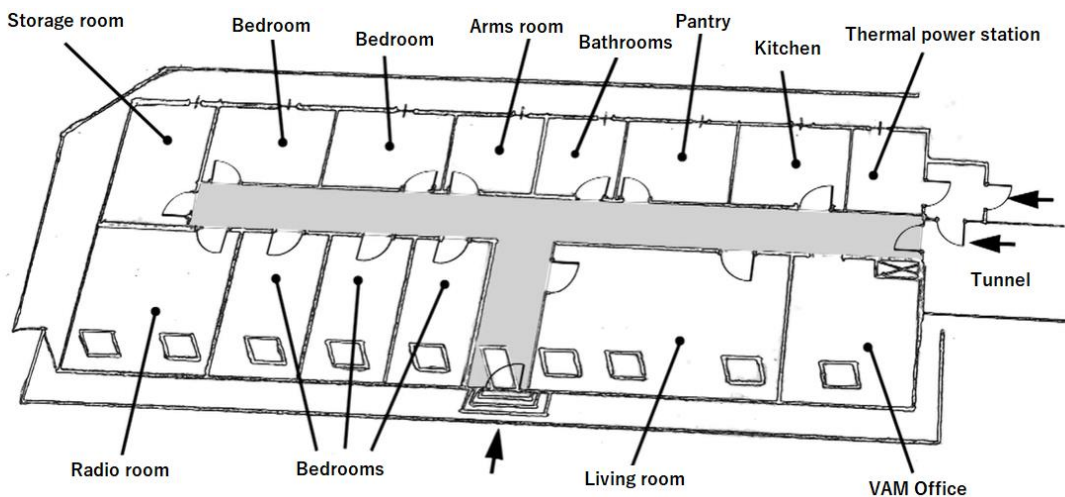 Storage room
Bedroom
Bedroom
Arms room
Bathrooms
Pantry
Kitchen
Thermal power station
Tunnel
Radio room
Bedrooms
Living room
VAM Office